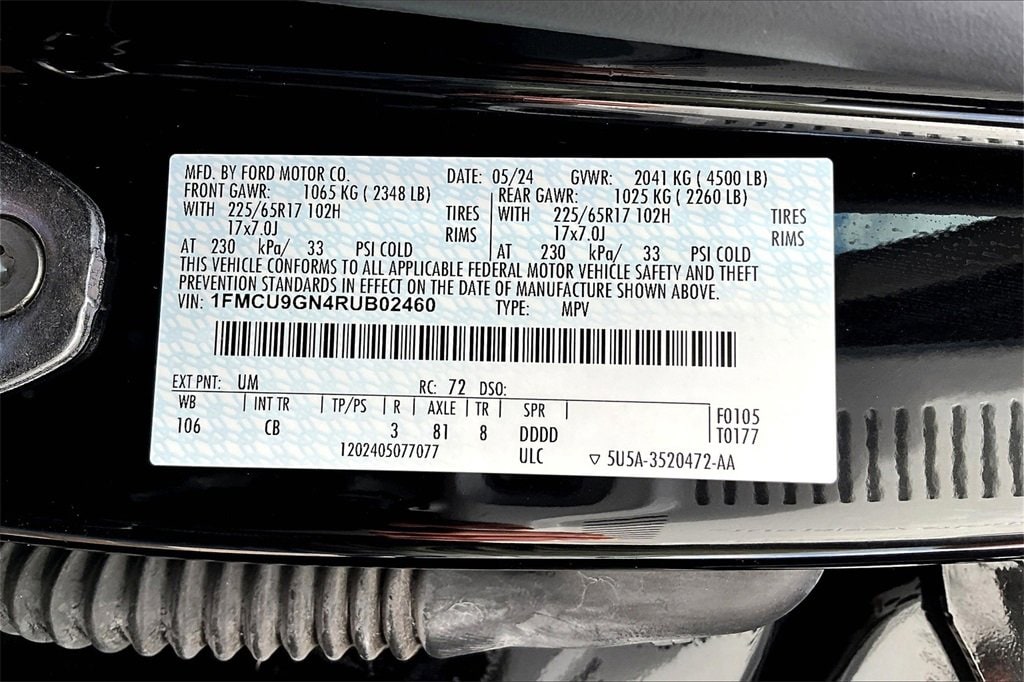 MFD. BY FORD MOTOR CO. DATE: 05/24 GVWR: 2041 KG ( 4500 LB)
FRONT GAWR: 1065 KG ( 2348 LB) REAR GAWR: 1025 KG ( 2260 LB)
WITH 225/65R17 102H TIRES WITH 225/65R17 102H TIRES
17x7.0J RIMS 17x7.0J RIMS
AT 230 kPa/ 33 PSI COLD AT 230 kPa/ 33 PSI COLD
THIS VEHICLE CONFORMS TO ALL APPLICABLE FEDERAL MOTOR VEHICLE SAFETY AND THEFT
PREVENTION STANDARDS IN EFFECT ON THE DATE OF MANUFACTURE SHOWN ABOVE.
VIN: 1FMCU9GN4RUB02460 TYPE: MPV
EXT PNT: UM RC: 72 DSO:
WB INT TR TP/PS R AXLE TR SPR F0105
106 CB 3 81 8 DDDD T0177
1202405077077 ULC ▽ 5U5A-3520472-AA